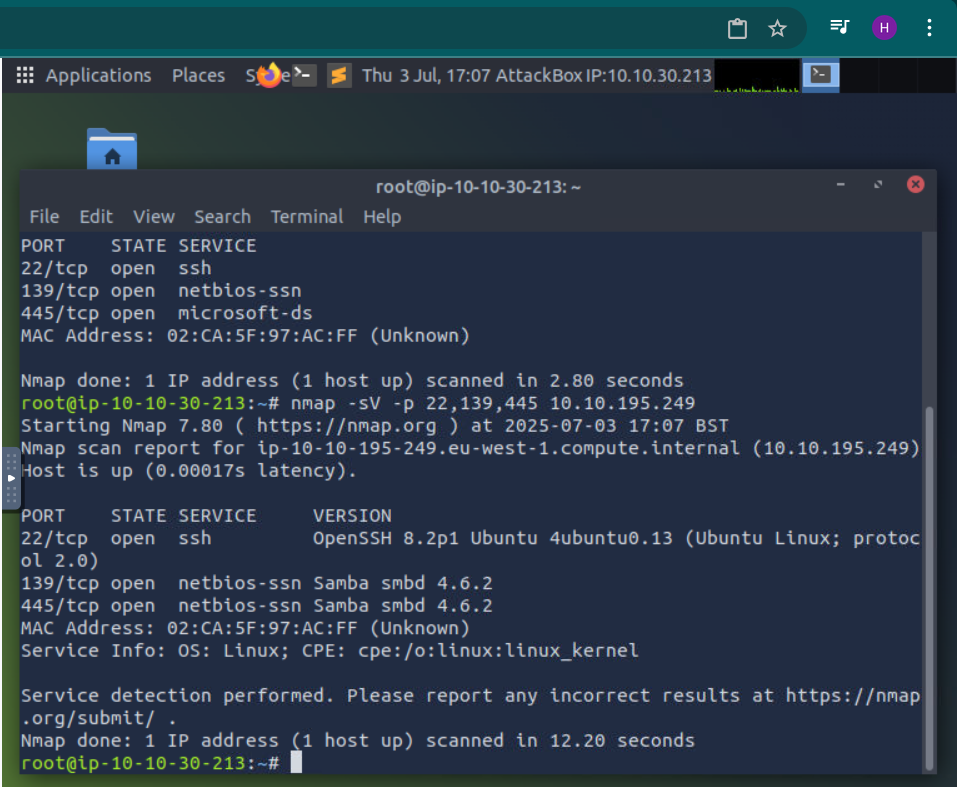 H
Applications Places Thu 3 Jul, 17:07 AttackBox IP:10.10.30.213
root@ip-10-10-30-213: ~
File Edit View Search Terminal Help
PORT    STATE SERVICE
22/tcp  open  ssh
139/tcp open  netbios-ssn
445/tcp open  microsoft-ds
MAC Address: 02:CA:5F:97:AC:FF (Unknown)
Nmap done: 1 IP address (1 host up) scanned in 2.80 seconds
root@ip-10-10-30-213:~# nmap -sV -p 22,139,445 10.10.195.249
Starting Nmap 7.80 ( https://nmap.org ) at 2025-07-03 17:07 BST
Nmap scan report for ip-10-10-195-249.eu-west-1.compute.internal (10.10.195.249)
Host is up (0.00017s latency).
PORT    STATE SERVICE     VERSION
22/tcp  open  ssh         OpenSSH 8.2p1 Ubuntu 4ubuntu0.13 (Ubuntu Linux; protoc
ol 2.0)
139/tcp open  netbios-ssn Samba smbd 4.6.2
445/tcp open  netbios-ssn Samba smbd 4.6.2
MAC Address: 02:CA:5F:97:AC:FF (Unknown)
Service Info: OS: Linux; CPE: cpe:/o:linux:linux_kernel
Service detection performed. Please report any incorrect results at https://nmap
.org/submit/ .
Nmap done: 1 IP address (1 host up) scanned in 12.20 seconds
root@ip-10-10-30-213:~#